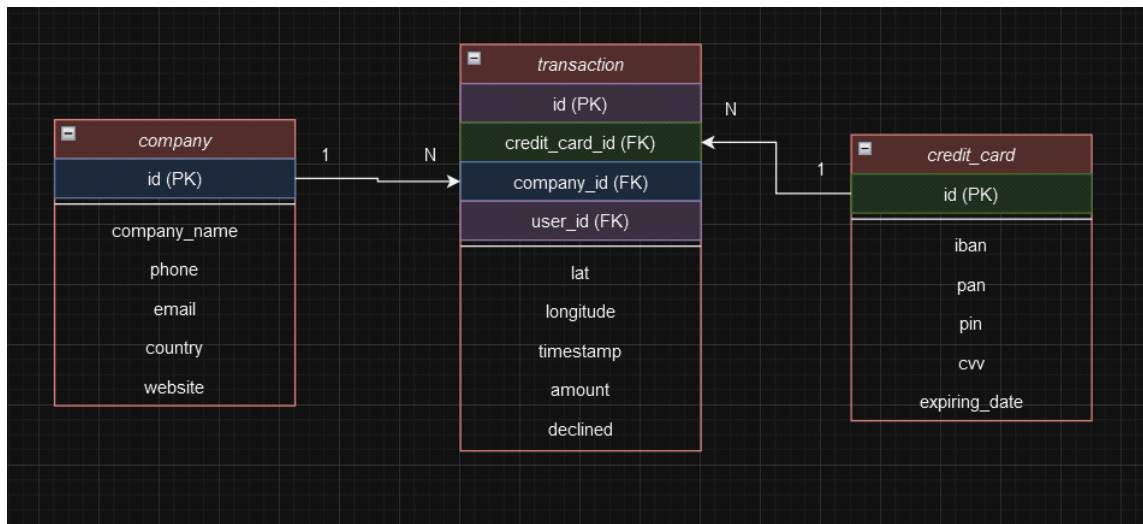 company
id (PK)
company_name
phone
email
country
website
1
N
transaction
id (PK)
credit_card_id (FK)
company_id (FK)
user_id (FK)
lat
longitude
timestamp
amount
declined
N
1
credit_card
id (PK)
iban
pan
pin
cvv
expiring_date